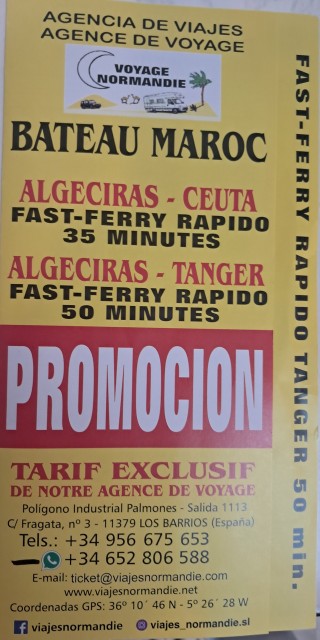 AGENCIA DE VIAJES
AGENCE DE VOYAGE
VOYAGE
NORMANDIE
BATEAU MAROC
ALGECIRAS - CEUTA
FAST-FERRY RAPIDO
35 MINUTES
ALGECIRAS - TANGER
FAST-FERRY RAPIDO
50 MINUTES
PROMOCION
TARIF EXCLUSIF
DE NOTRE AGENCE DE VOYAGE
Polígono Industrial Palmones - Salida 1113
C/ Fragata, nº 3 - 11379 LOS BARRIOS (España)
Tels.: +34 956 675 653
+34 652 806 588
E-mail: ticket@viajesnormandie.com
www.viajesnormandie.net
Coordenadas GPS: 36º 10´ 46 N - 5º 26´ 28 W
viajesnormandie viajes_normandie.sl
FAST-FERRY RAPIDO TANGER 50 min.